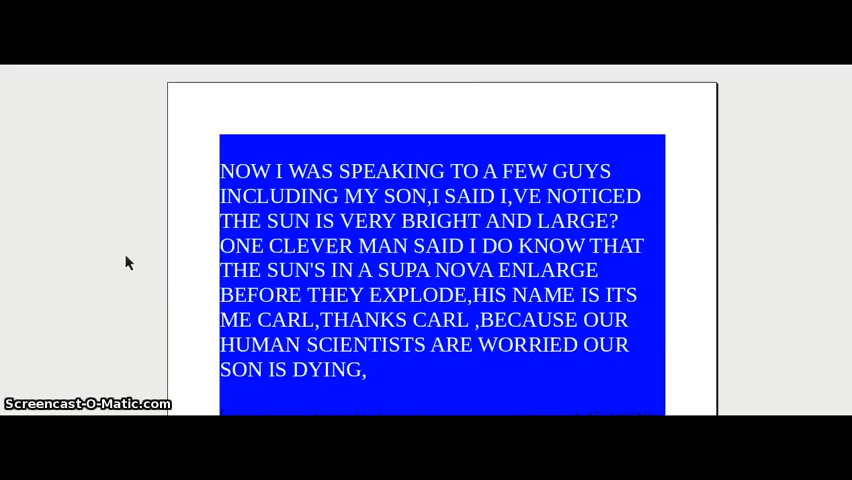 NOW I WAS SPEAKING TO A FEW GUYS
INCLUDING MY SON,I SAID I,VE NOTICED
THE SUN IS VERY BRIGHT AND LARGE?
ONE CLEVER MAN SAID I DO KNOW THAT
THE SUN'S IN A SUPA NOVA ENLARGE
BEFORE THEY EXPLODE,HIS NAME IS ITS
ME CARL,THANKS CARL ,BECAUSE OUR
HUMAN SCIENTISTS ARE WORRIED OUR
SON IS DYING,
Screencast-O-Matic.com